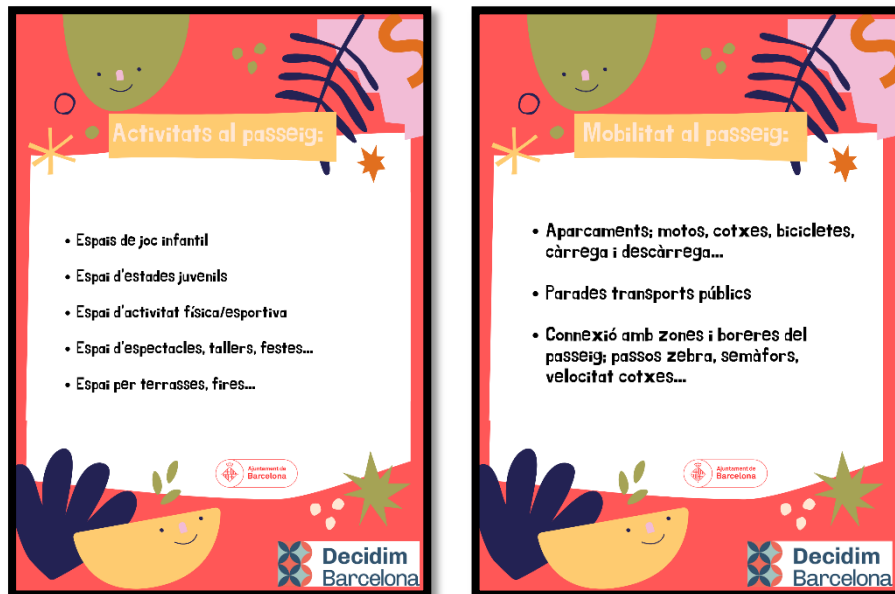 Activitats al passeig:
• Espais de joc infantil
• Espai d'estades juvenils
• Espai d'activitat física/esportiva
• Espai d'espectacles, tallers, festes...
• Espai per terrasses, fires...
Ajuntament de
Barcelona
Decidim
Barcelona
Mobilitat al passeig:
• Aparcaments; motos, cotxes, bicicletes,
càrrega i descàrrega...
• Parades transports públics
• Connexió amb zones i boreres del
passeig; passos zebra, semàfors,
velocitat cotxes...
Ajuntament de
Barcelona
Decidim
Barcelona